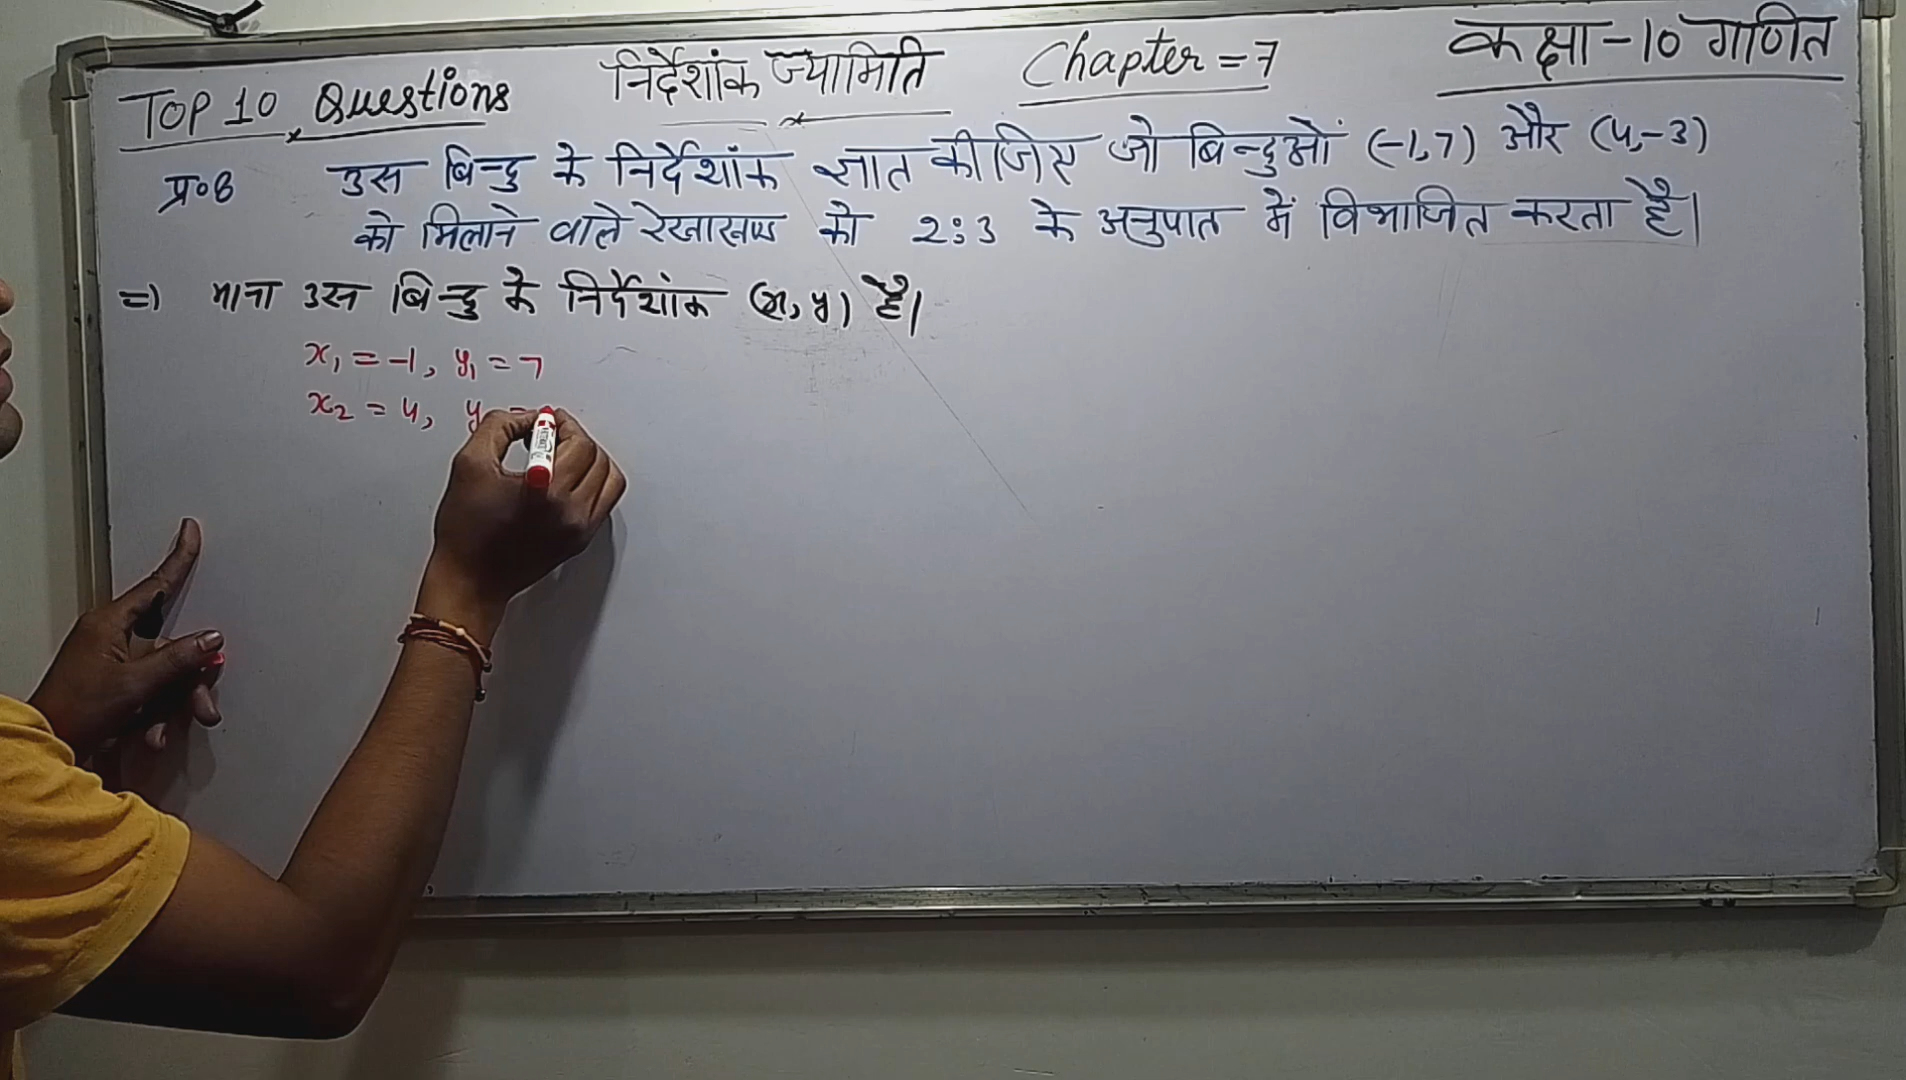 TOP 10 Questions निर्देशांक ज्यामिति Chapter = 7 कक्षा - 10 गणित
प्र०8 उस बिन्दु के निर्देशांक ज्ञात कीजिए जो बिन्दुओं (-1,7) और (4,-3)
को मिलाने वाले रेखाखण्ड को 2:3 के अनुपात में विभाजित करता है।
=) माना उस बिन्दु के निर्देशांक (x, y) है।
x₁ = -1, y₁ = 7
x₂ = 4, y =